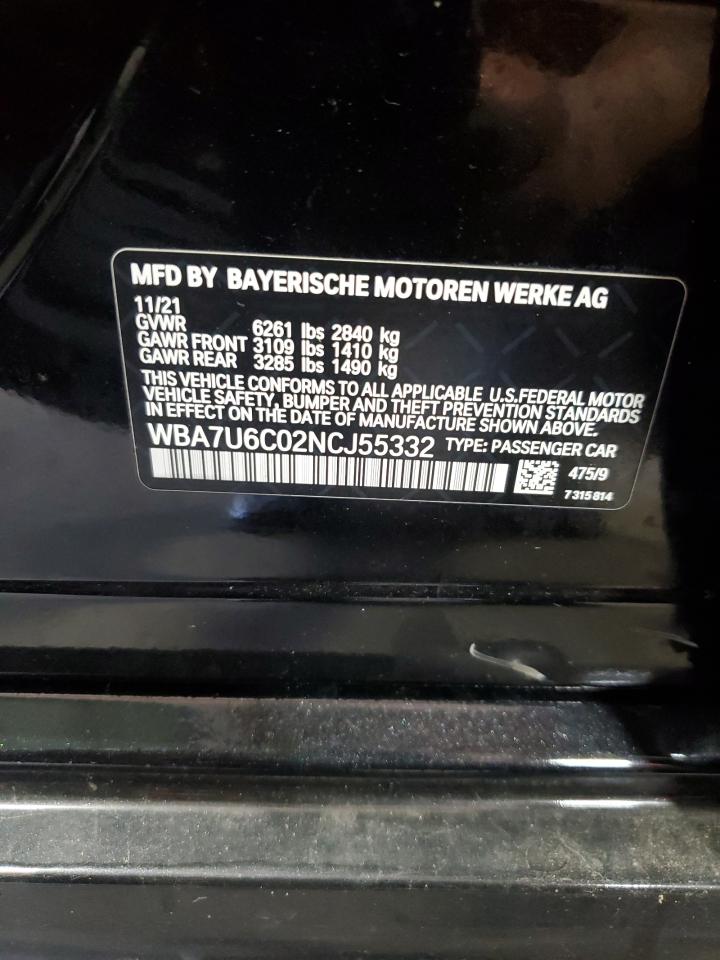 MFD BY BAYERISCHE MOTOREN WERKE AG
11/21
GVWR 6261 lbs 2840 kg
GAWR FRONT 3109 lbs 1410 kg
GAWR REAR 3285 lbs 1490 kg
THIS VEHICLE CONFORMS TO ALL APPLICABLE U.S.FEDERAL MOTOR
VEHICLE SAFETY, BUMPER AND THEFT PREVENTION STANDARDS
IN EFFECT ON THE DATE OF MANUFACTURE SHOWN ABOVE.
WBA7U6C02NCJ55332 TYPE: PASSENGER CAR
475/9
7315814